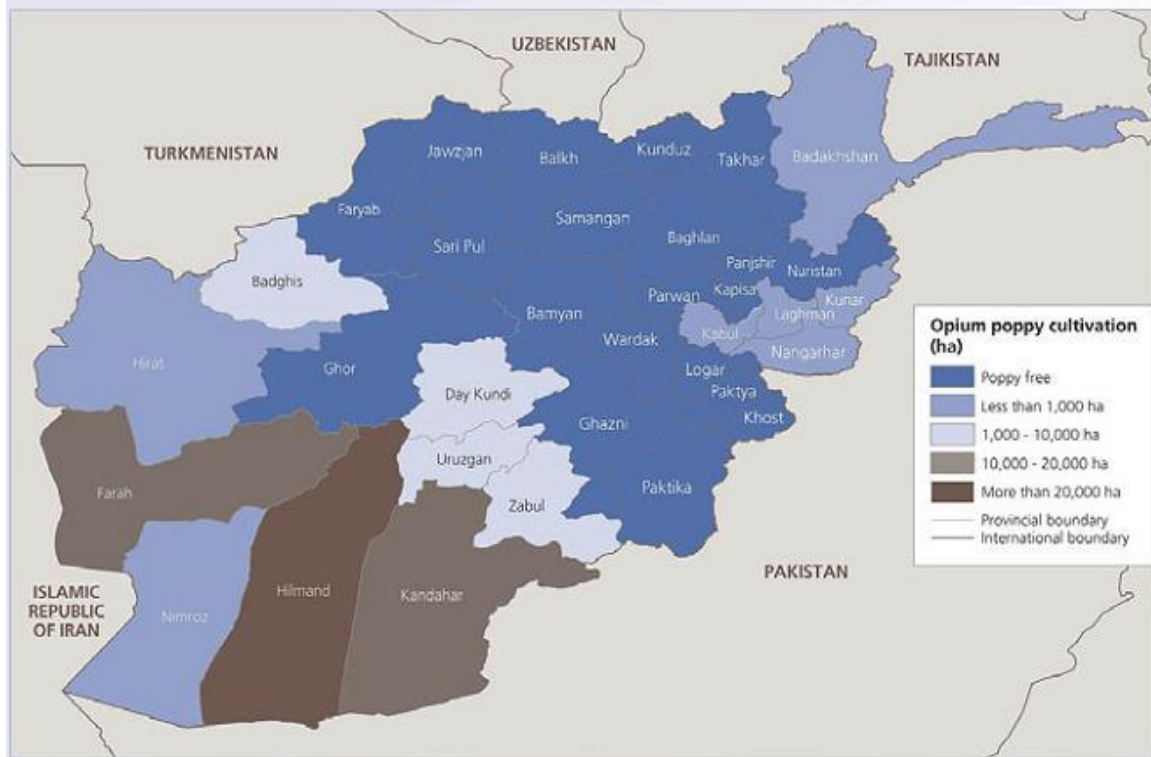 UZBEKISTAN
TAJIKISTAN
TURKMENISTAN
Jawzjan
Balkh
Kunduz
Takhar
Badakhshan
Faryab
Samangan
Sari Pul
Baghlan
Panjshir
Nuristan
Badghis
Kapisa
Parwan
Kunar
Laghman
Bamyan
Kabul
Wardak
Nangarhar
Hirat
Ghor
Logar
Paktya
Day Kundi
Khost
Ghazni
Uruzgan
Farah
Zabul
Paktika
Hilmand
Kandahar
Nimroz
PAKISTAN
ISLAMIC
REPUBLIC
OF IRAN
Opium poppy cultivation
(ha)
Poppy free
Less than 1,000 ha
1,000 - 10,000 ha
10,000 - 20,000 ha
More than 20,000 ha
Provincial boundary
International boundary